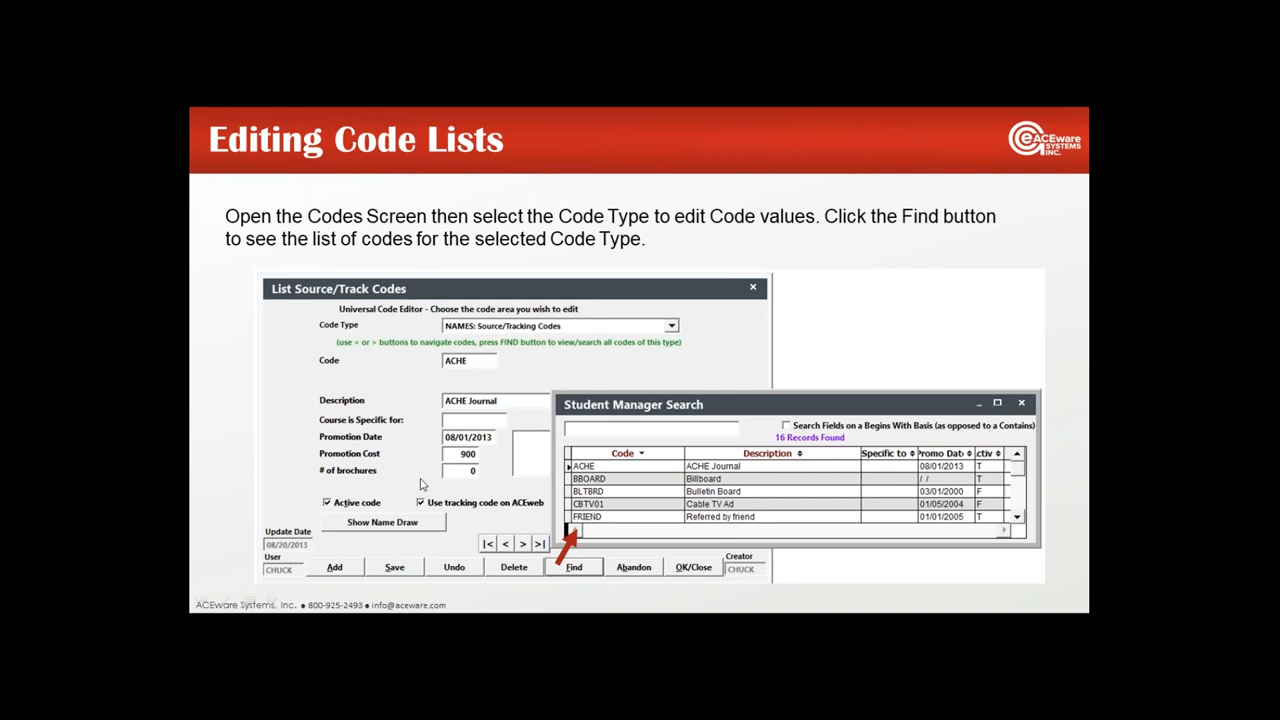 Editing Code Lists
ACEware
SYSTEMS
INC.
Open the Codes Screen then select the Code Type to edit Code values. Click the Find button
to see the list of codes for the selected Code Type.
List Source/Track Codes
Universal Code Editor - Choose the code area you wish to edit
Code Type NAMES: Source/Tracking Codes
(use < or > buttons to navigate codes, press FIND button to view/search all codes of this type)
Code ACHE
Description ACHE Journal
Course is Specific for:
Promotion Date 08/01/2013
Promotion Cost 900
# of brochures 0
Active code Use tracking code on ACEweb
Show Name Draw
Update Date
08/20/2013
|< < > >|
User
CHUCK
Add Save Undo Delete Find Abandon OK/Close
Creator
CHUCK
Student Manager Search
Search Fields on a Begins With Basis (as opposed to a Contains)
16 Records Found
Code Description Specific to Promo Date ctiv
ACHE ACHE Journal 08/01/2013 T
BBOARD Billboard / / T
BLTBRD Bulletin Board 03/01/2000 F
CBTV01 Cable TV Ad 01/05/2004 F
FRIEND Referred by friend 01/01/2005 T
ACEware Systems, Inc. ● 800-925-2493 ● info@aceware.com